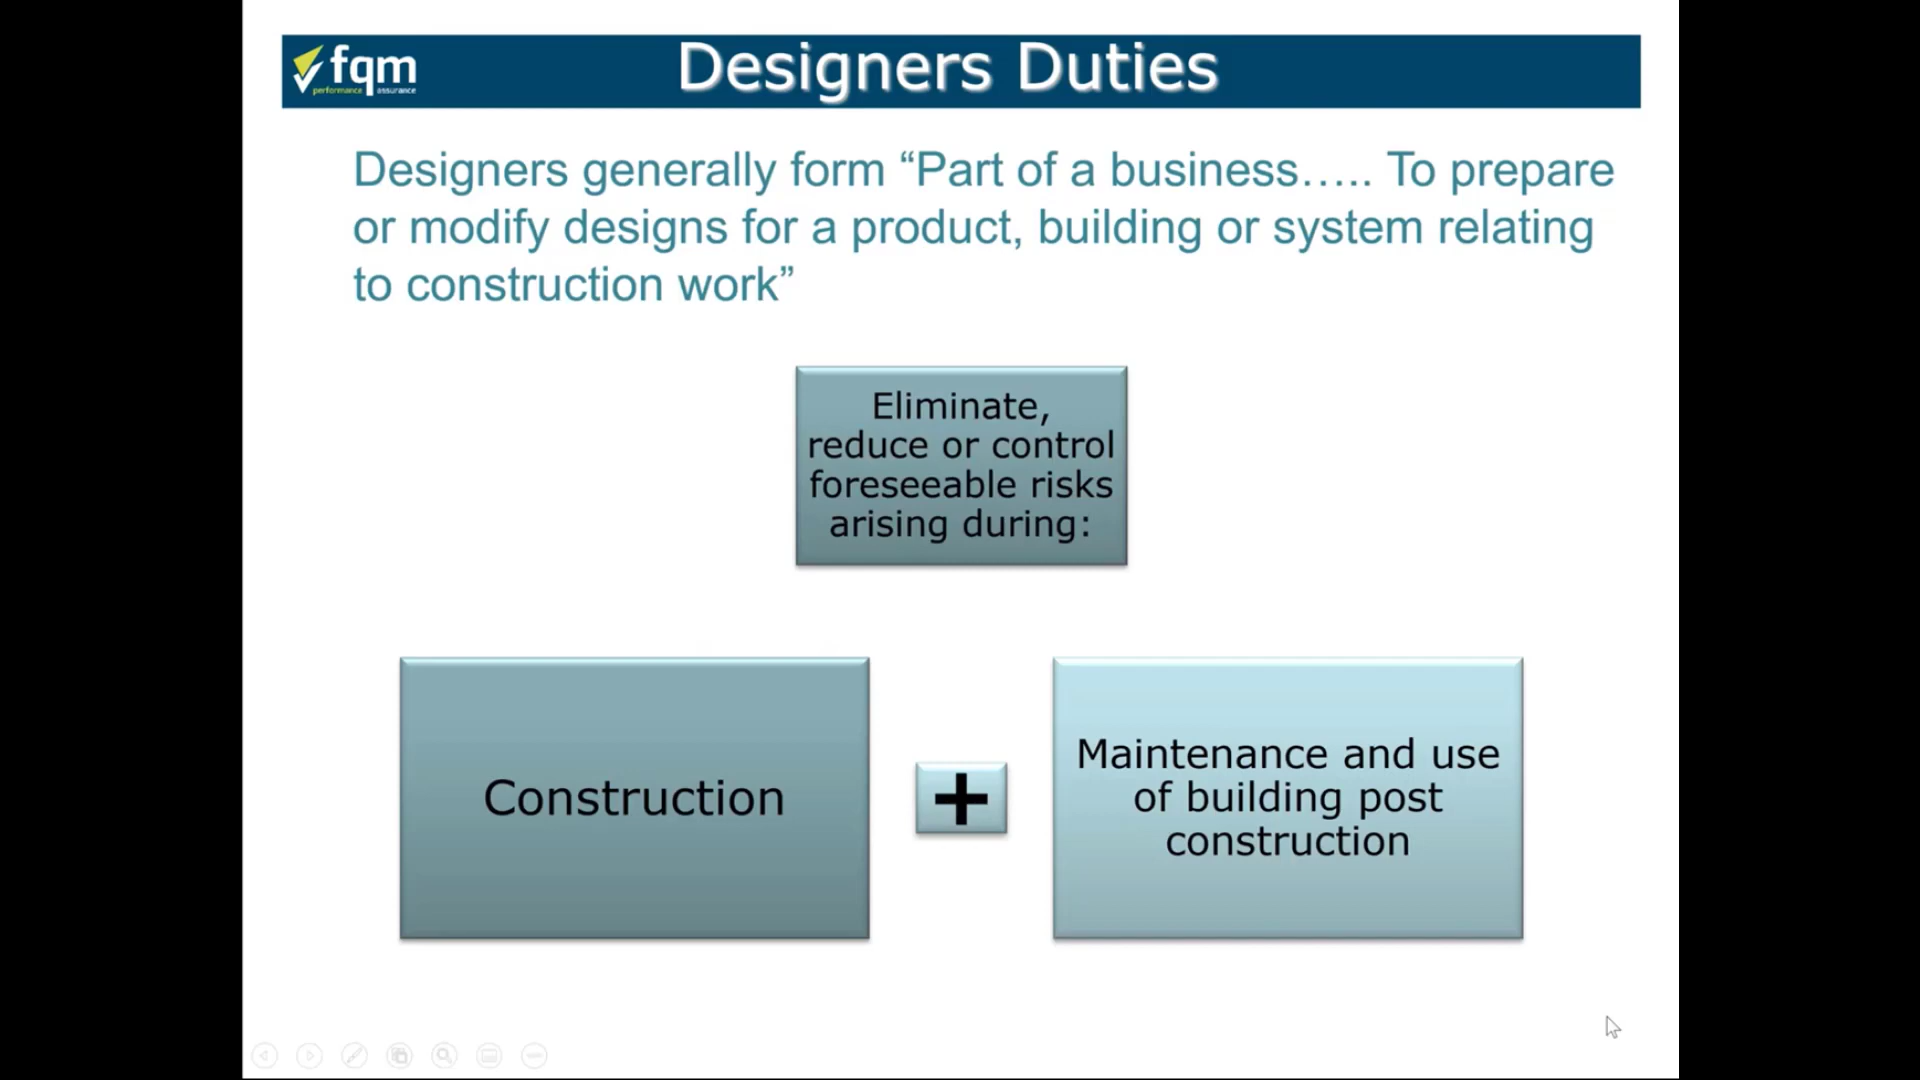 fqm
performance assurance
Designers Duties
Designers generally form “Part of a business….. To prepare
or modify designs for a product, building or system relating
to construction work”
Eliminate,
reduce or control
foreseeable risks
arising during:
Construction
+
Maintenance and use
of building post
construction